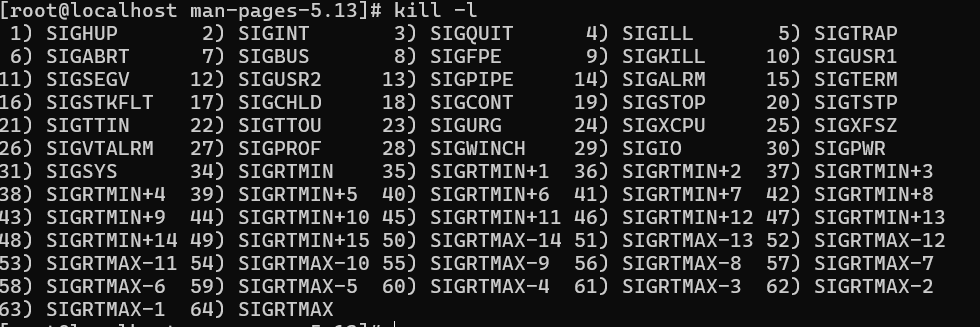 [root@localhost man-pages-5.13]# kill -l
 1) SIGHUP       2) SIGINT       3) SIGQUIT      4) SIGILL       5) SIGTRAP
 6) SIGABRT      7) SIGBUS       8) SIGFPE       9) SIGKILL     10) SIGUSR1
11) SIGSEGV     12) SIGUSR2     13) SIGPIPE     14) SIGALRM     15) SIGTERM
16) SIGSTKFLT   17) SIGCHLD     18) SIGCONT     19) SIGSTOP     20) SIGTSTP
21) SIGTTIN     22) SIGTTOU     23) SIGURG      24) SIGXCPU     25) SIGXFSZ
26) SIGVTALRM   27) SIGPROF     28) SIGWINCH    29) SIGIO       30) SIGPWR
31) SIGSYS      34) SIGRTMIN    35) SIGRTMIN+1  36) SIGRTMIN+2  37) SIGRTMIN+3
38) SIGRTMIN+4  39) SIGRTMIN+5  40) SIGRTMIN+6  41) SIGRTMIN+7  42) SIGRTMIN+8
43) SIGRTMIN+9  44) SIGRTMIN+10 45) SIGRTMIN+11 46) SIGRTMIN+12 47) SIGRTMIN+13
48) SIGRTMIN+14 49) SIGRTMIN+15 50) SIGRTMAX-14 51) SIGRTMAX-13 52) SIGRTMAX-12
53) SIGRTMAX-11 54) SIGRTMAX-10 55) SIGRTMAX-9  56) SIGRTMAX-8  57) SIGRTMAX-7
58) SIGRTMAX-6  59) SIGRTMAX-5  60) SIGRTMAX-4  61) SIGRTMAX-3  62) SIGRTMAX-2
63) SIGRTMAX-1  64) SIGRTMAX